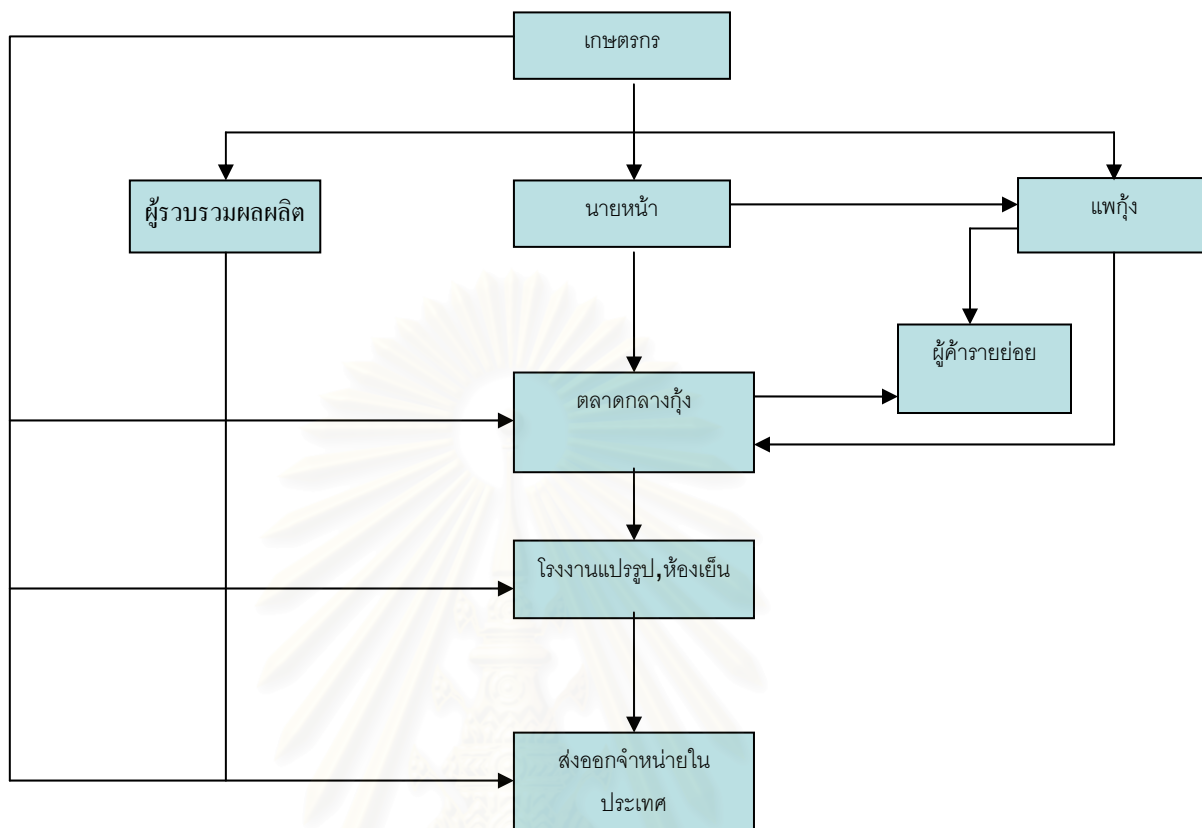 เกษตรกร
ผู้รวบรวมผลผลิต
นายหน้า
แพกุ้ง
ผู้ค้ารายย่อย
ตลาดกลางกุ้ง
โรงงานแปรรูป,ห้องเย็น
ส่งออกจำหน่ายใน
ประเทศ